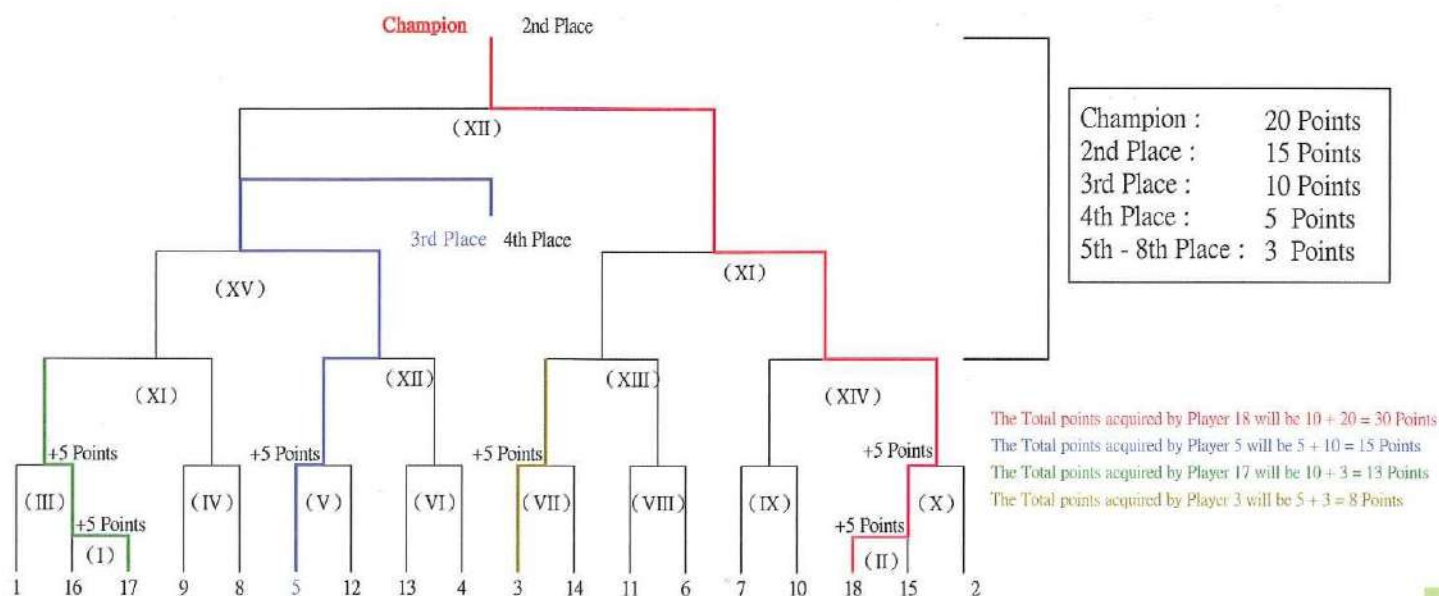 Champion 2nd Place
(XII)
Champion : 20 Points
2nd Place : 15 Points
3rd Place : 10 Points
4th Place : 5 Points
5th - 8th Place : 3 Points
3rd Place 4th Place
(XV)
(XI)
(XI)
(XII)
(XIII)
(XIV)
The Total points acquired by Player 18 will be 10 + 20 = 30 Points
The Total points acquired by Player 5 will be 5 + 10 = 15 Points
The Total points acquired by Player 17 will be 10 + 3 = 13 Points
The Total points acquired by Player 3 will be 5 + 3 = 8 Points
+5 Points +5 Points +5 Points +5 Points
(III) (IV) (V) (VI) (VII) (VIII) (IX) (X)
+5 Points +5 Points
(I) (II)
1 16 17 9 8 5 12 13 4 3 14 11 6 7 10 18 15 2